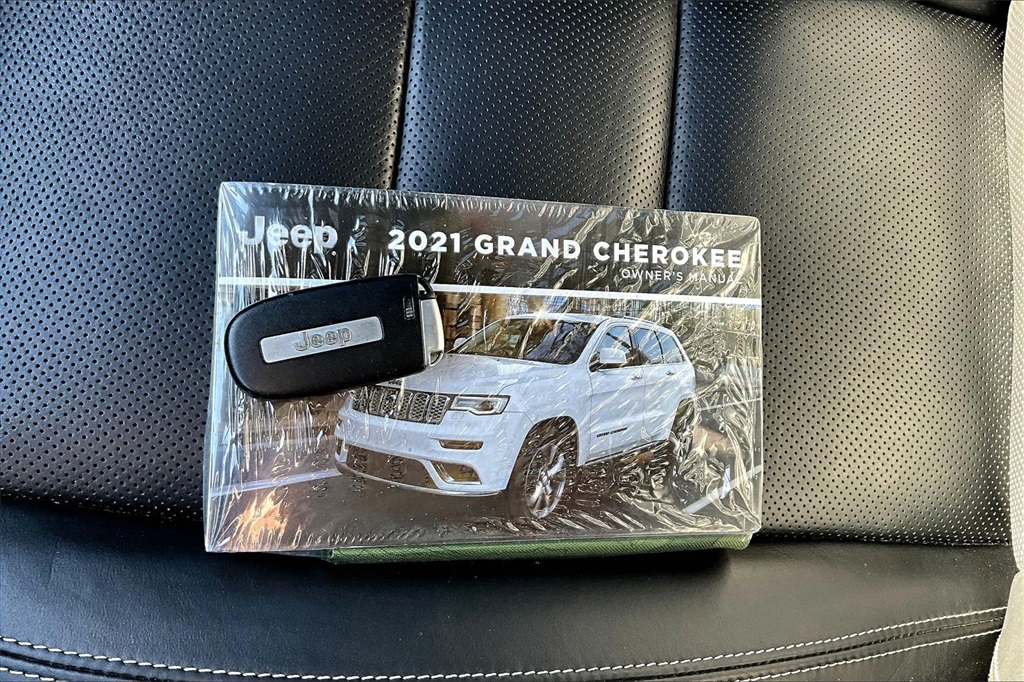 Jeep
2021 GRAND CHEROKEE
OWNER'S MANUAL
Jeep